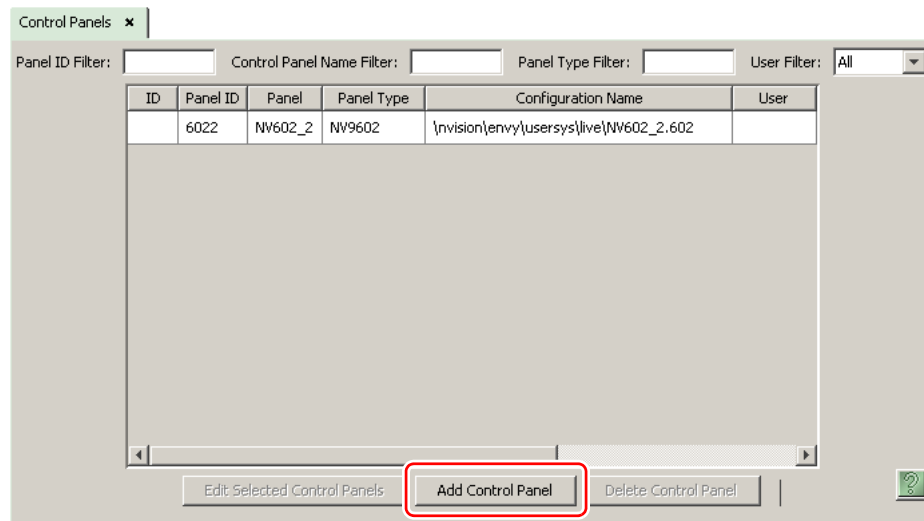 Control Panels ×
Panel ID Filter: Control Panel Name Filter: Panel Type Filter: User Filter: All
ID Panel ID Panel Panel Type Configuration Name User
6022 NV602_2 NV9602 \nvision\envy\usersys\live\NV602_2.602
Edit Selected Control Panels Add Control Panel Delete Control Panel ?